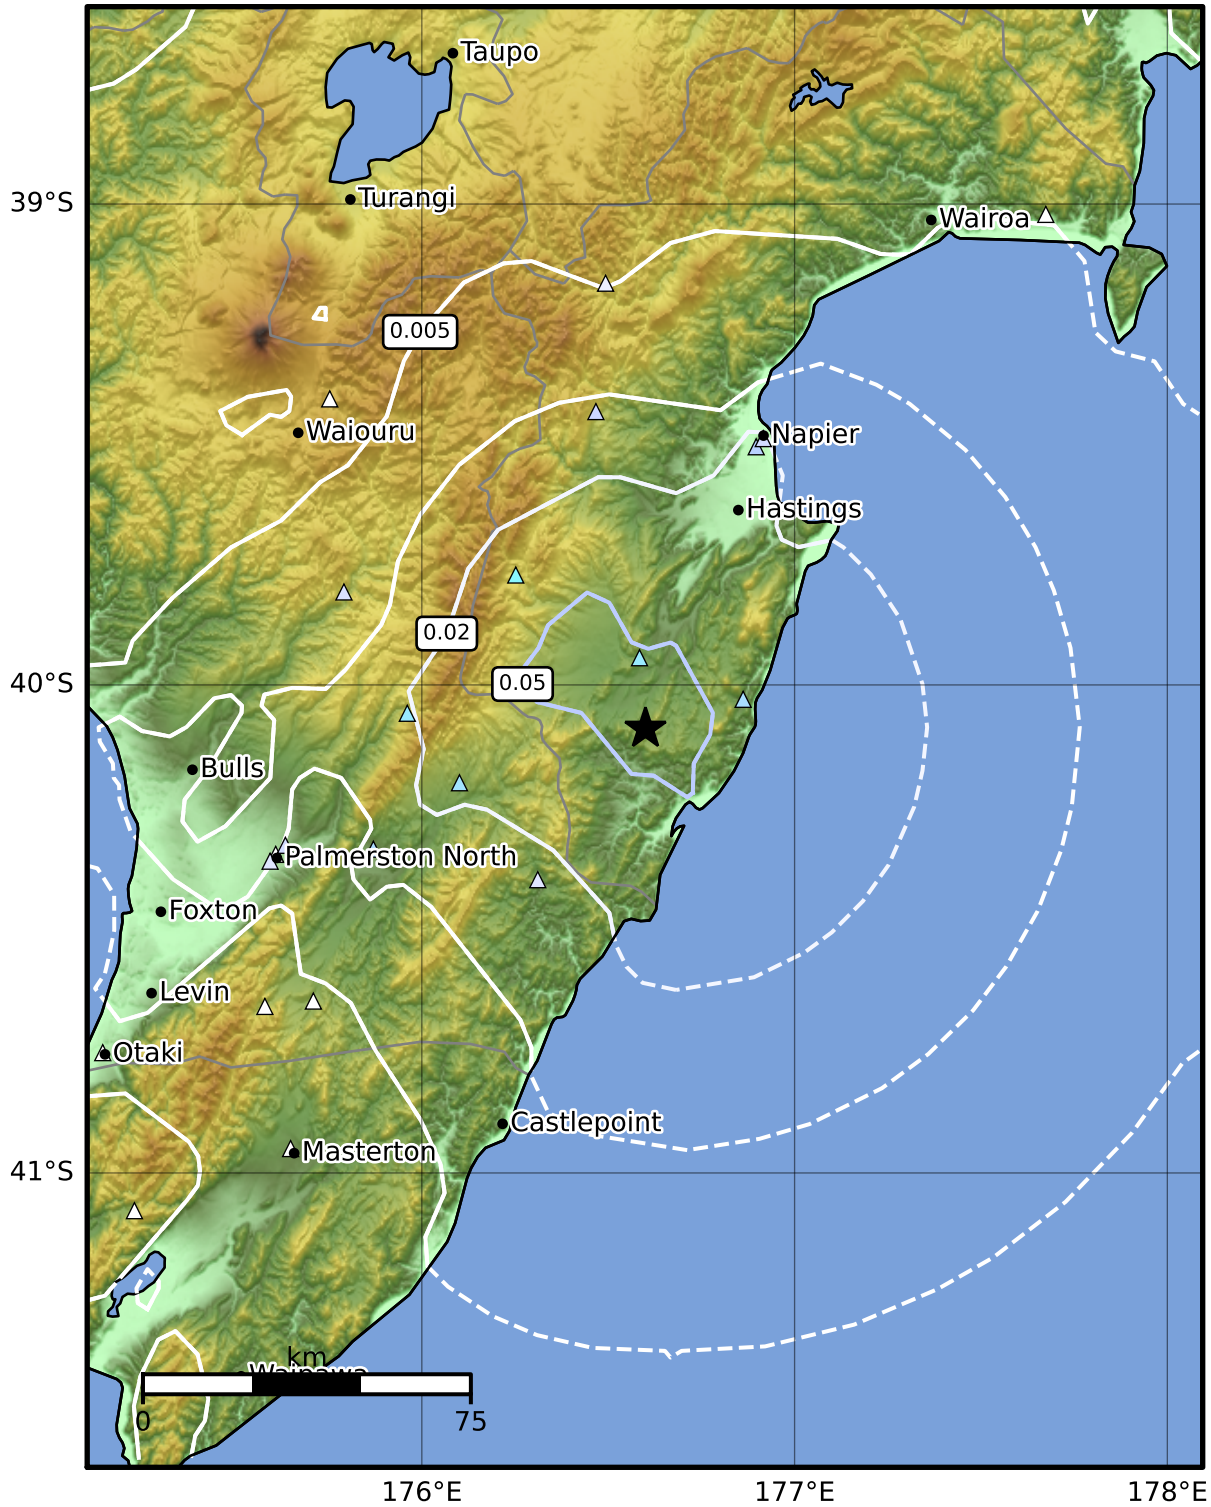 Taupo
Turangi
39°S
Wairoa
0.005
Waiouru
Napier
Hastings
0.02
40°S
0.05
Bulls
Palmerston North
Foxton
Levin
Otaki
Castlepoint
Masterton
41°S
km
0
75
176°E
177°E
178°E